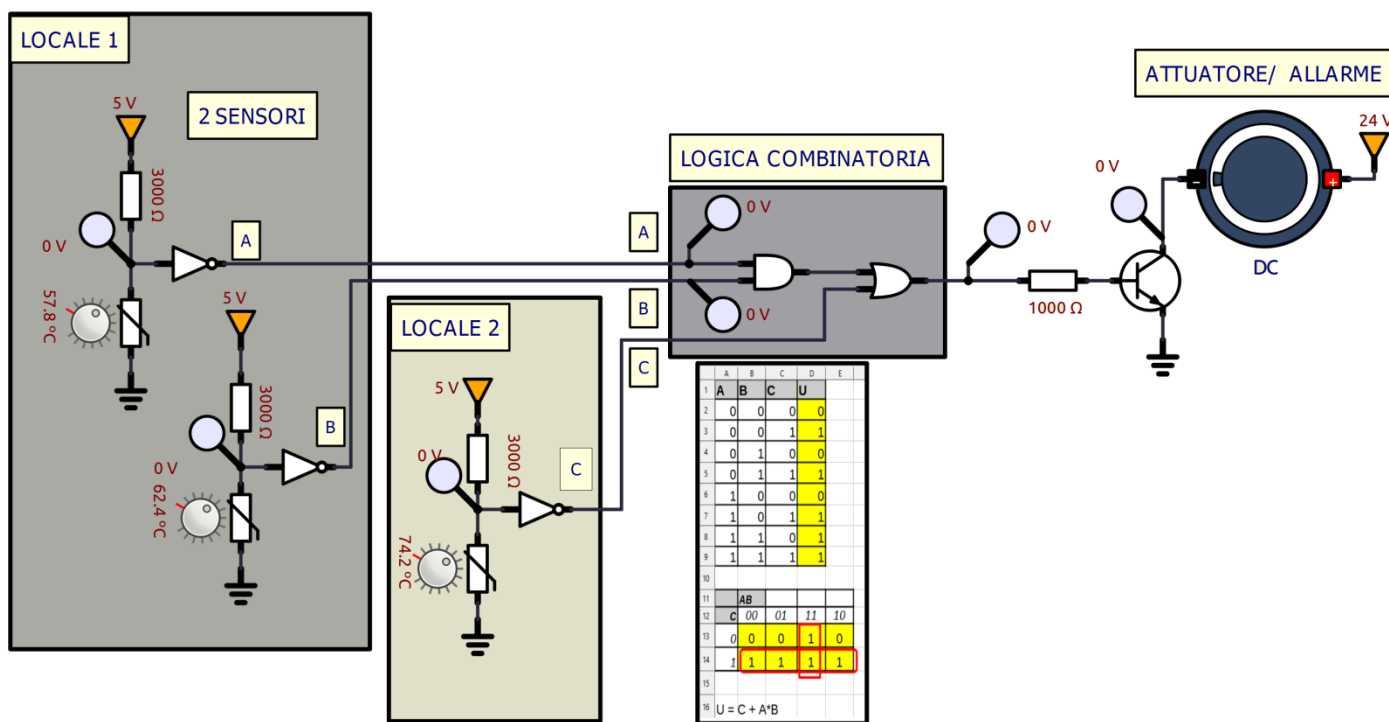 LOCALE 1
2 SENSORI
5 V
3000 Ω
0 V
57.8 ºC
A
5 V
3000 Ω
0 V
62.4 ºC
B
LOCALE 2
5 V
3000 Ω
0 V
74.2 ºC
C
LOGICA COMBINATORIA
A
B
C
0 V
0 V
0 V
1000 Ω
0 V
ATTUATORE/ ALLARME
24 V
- +
DC
A B C D E
1 A B C U
2 0 0 0 0
3 0 0 1 1
4 0 1 0 0
5 0 1 1 1
6 1 0 0 0
7 1 0 1 1
8 1 1 0 1
9 1 1 1 1
10
11 AB
12 C 00 01 11 10
13 0 0 0 1 0
14 1 1 1 1 1
15
16 U = C + A*B